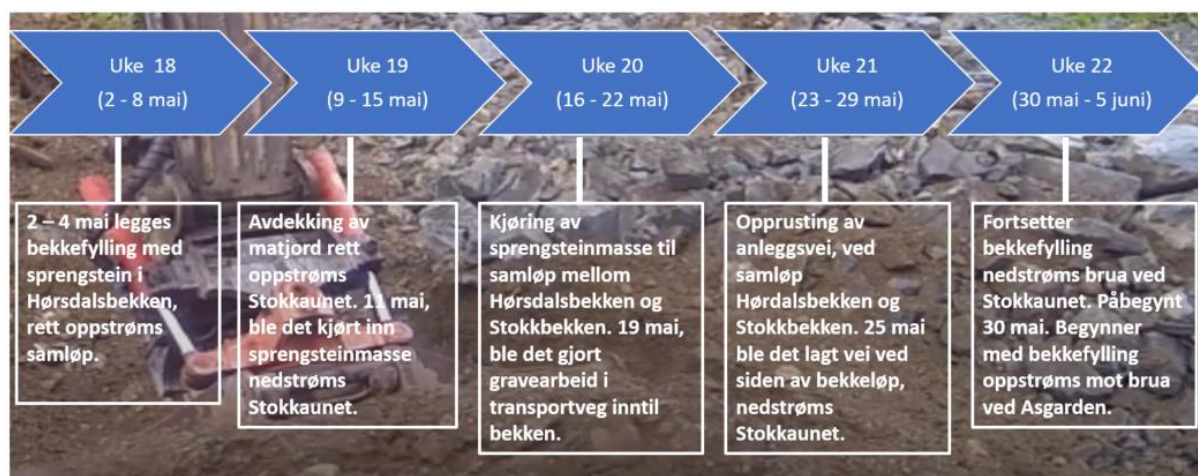 Uke 18
(2 - 8 mai)
Uke 19
(9 - 15 mai)
Uke 20
(16 - 22 mai)
Uke 21
(23 - 29 mai)
Uke 22
(30 mai - 5 juni)
2 – 4 mai legges
bekkefylling med
sprengstein i
Hørsdalsbekken,
rett oppstrøms
samløp.
Avdekking av
matjord rett
oppstrøms
Stokkaunet. 11 mai,
ble det kjørt inn
sprengsteinmasse
nedstrøms
Stokkaunet.
Kjøring av
sprengsteinmasse til
samløp mellom
Hørsdalsbekken og
Stokkbekken. 19 mai,
ble det gjort
gravearbeid i
transportveg inntil
bekken.
Opprusting av
anleggsvei, ved
samløp
Hørdalsbekken og
Stokkbekken. 25 mai
ble det lagt vei ved
siden av bekkeløp,
nedstrøms
Stokkaunet.
Fortsetter
bekkefylling
nedstrøms brua ved
Stokkaunet. Påbegynt
30 mai. Begynner
med bekkefylling
oppstrøms mot brua
ved Asgarden.